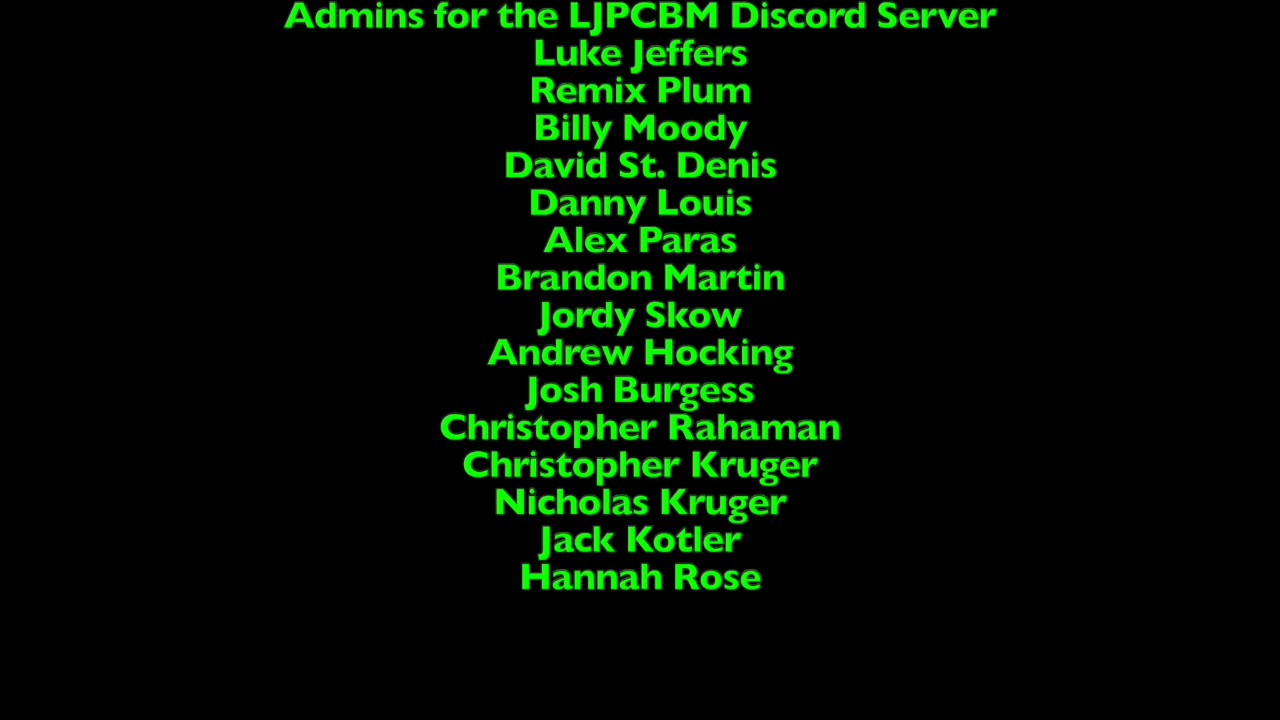 Admins for the LJPCBM Discord Server
Luke Jeffers
Remix Plum
Billy Moody
David St. Denis
Danny Louis
Alex Paras
Brandon Martin
Jordy Skow
Andrew Hocking
Josh Burgess
Christopher Rahaman
Christopher Kruger
Nicholas Kruger
Jack Kotler
Hannah Rose